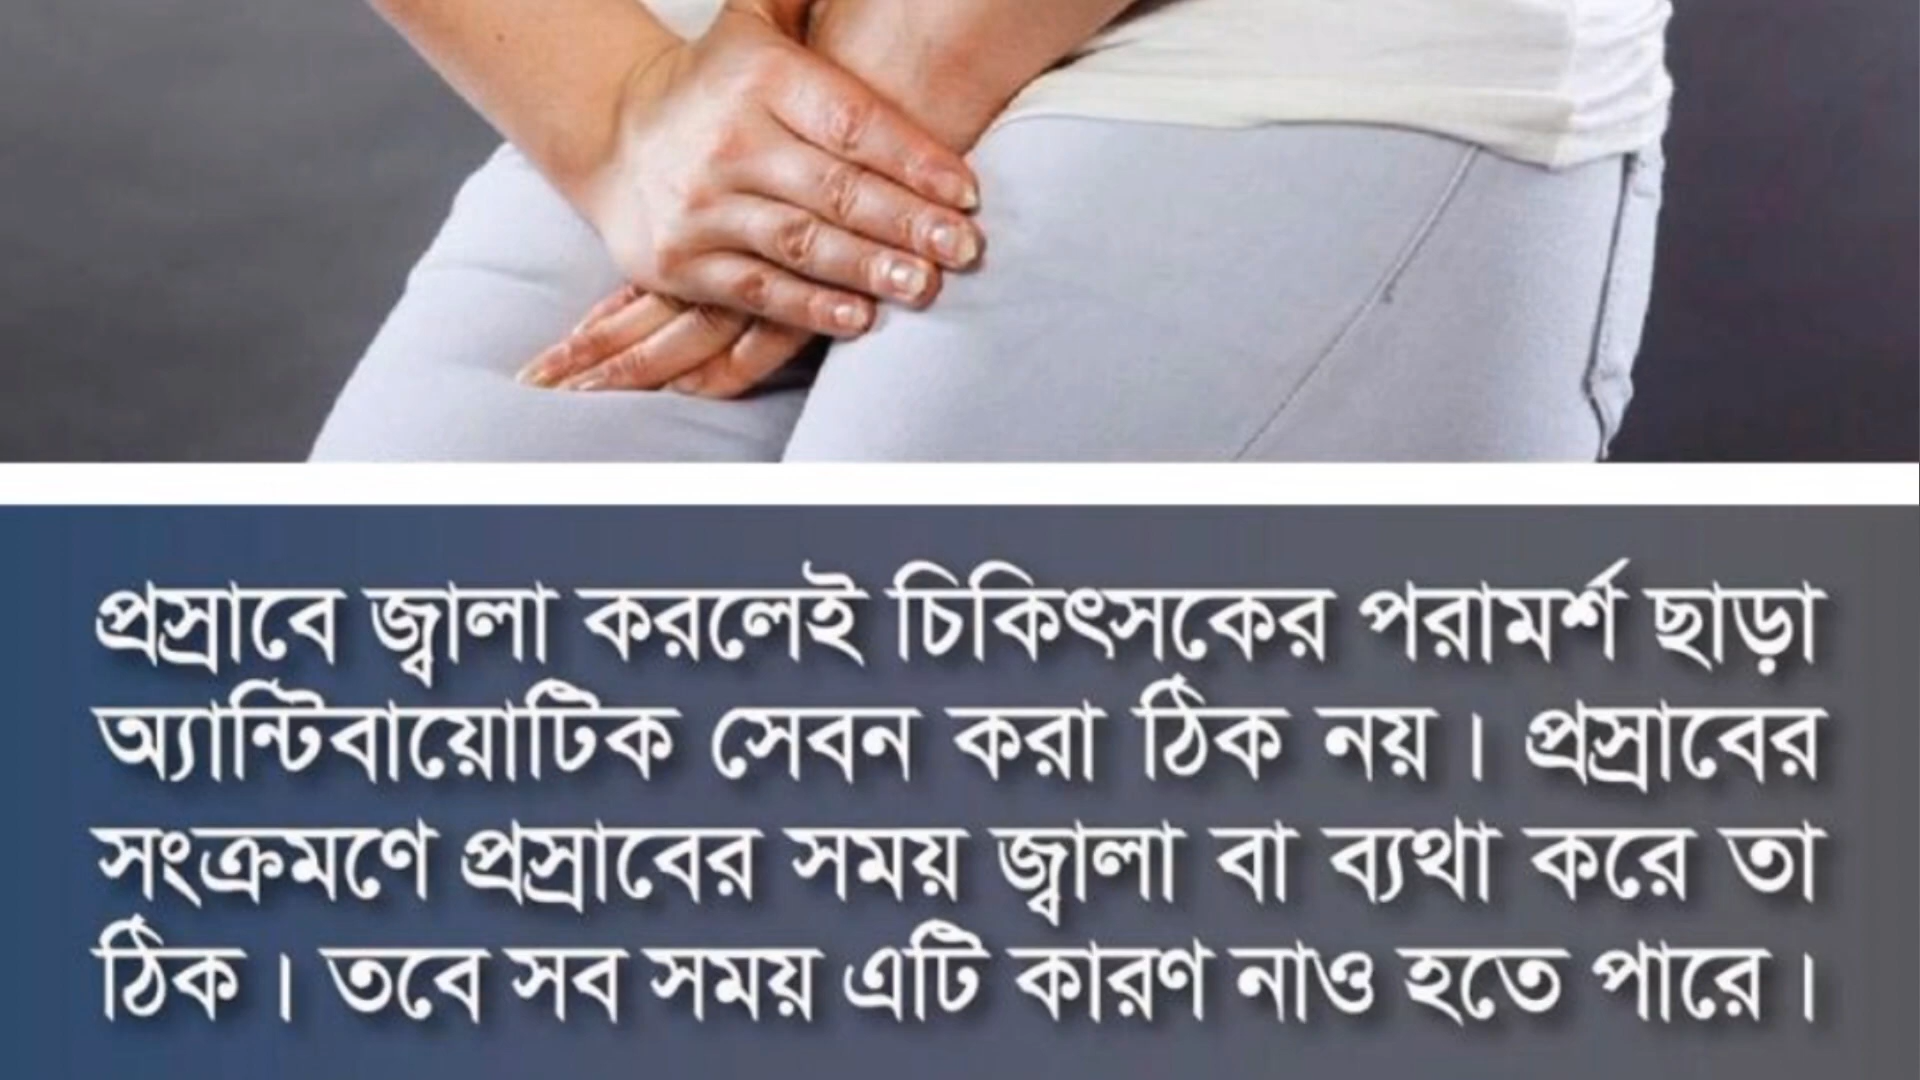 প্রস্রাবে জ্বালা করলেই চিকিৎসকের পরামর্শ ছাড়া
অ্যান্টিবায়োটিক সেবন করা ঠিক নয়। প্রস্রাবের
সংক্রমণে প্রস্রাবের সময় জ্বালা বা ব্যথা করে তা
ঠিক। তবে সব সময় এটি কারণ নাও হতে পারে।